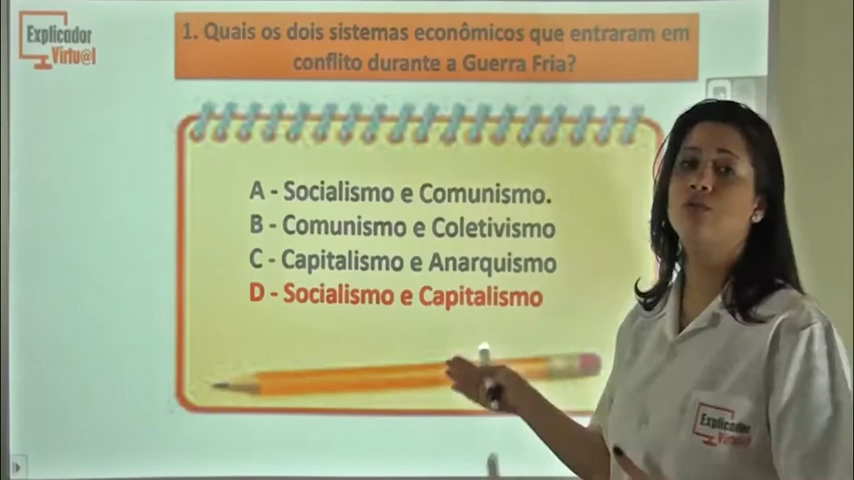 Explicador
Virtu@l
1. Quais os dois sistemas econômicos que entraram em
conflito durante a Guerra Fria?
A - Socialismo e Comunismo.
B - Comunismo e Coletivismo
C - Capitalismo e Anarquismo
D - Socialismo e Capitalismo
Explicador
Virtu@l